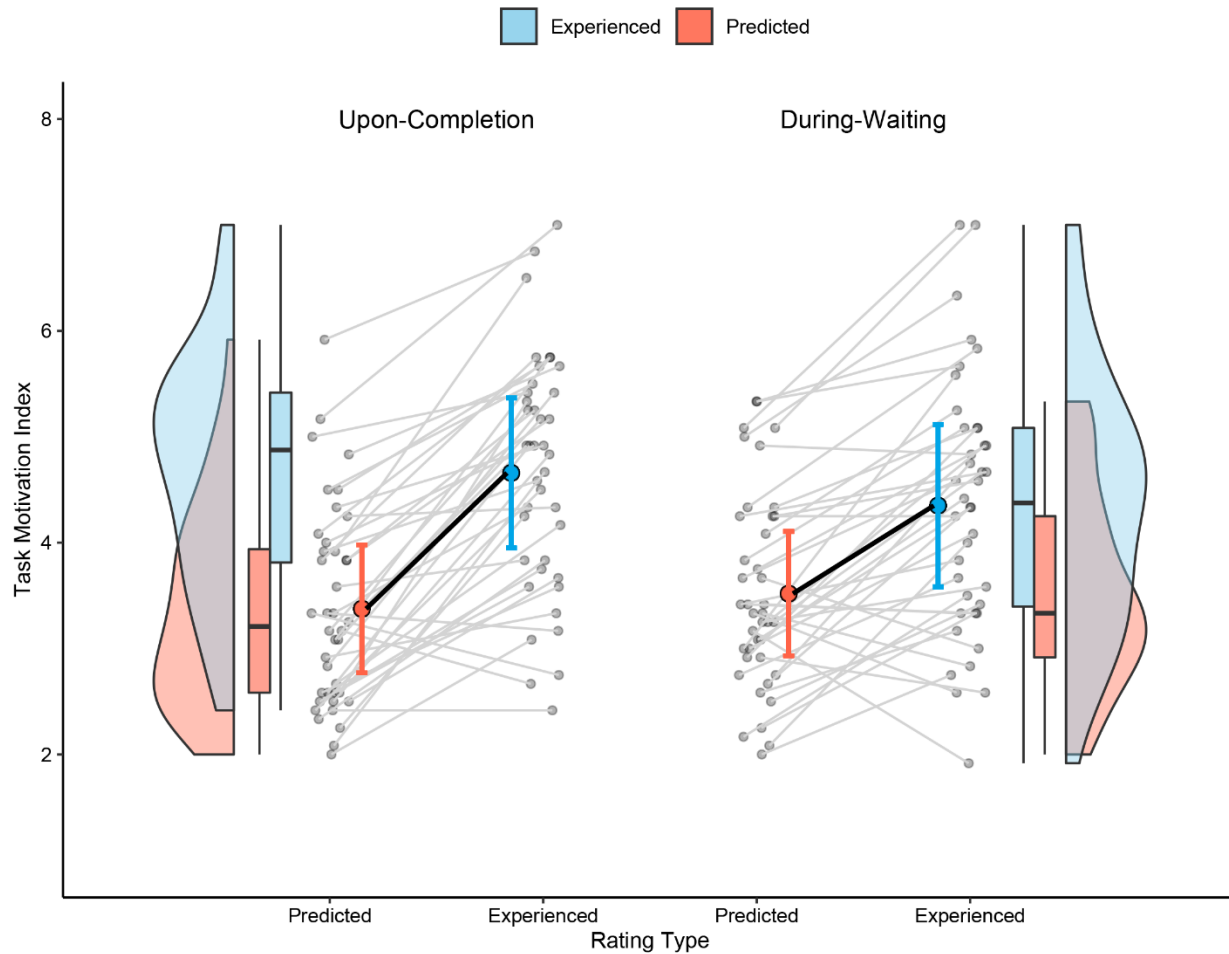 Experienced Predicted
Upon-Completion During-Waiting
8
6
4
2
Task Motivation Index
Predicted Experienced Predicted Experienced
Rating Type